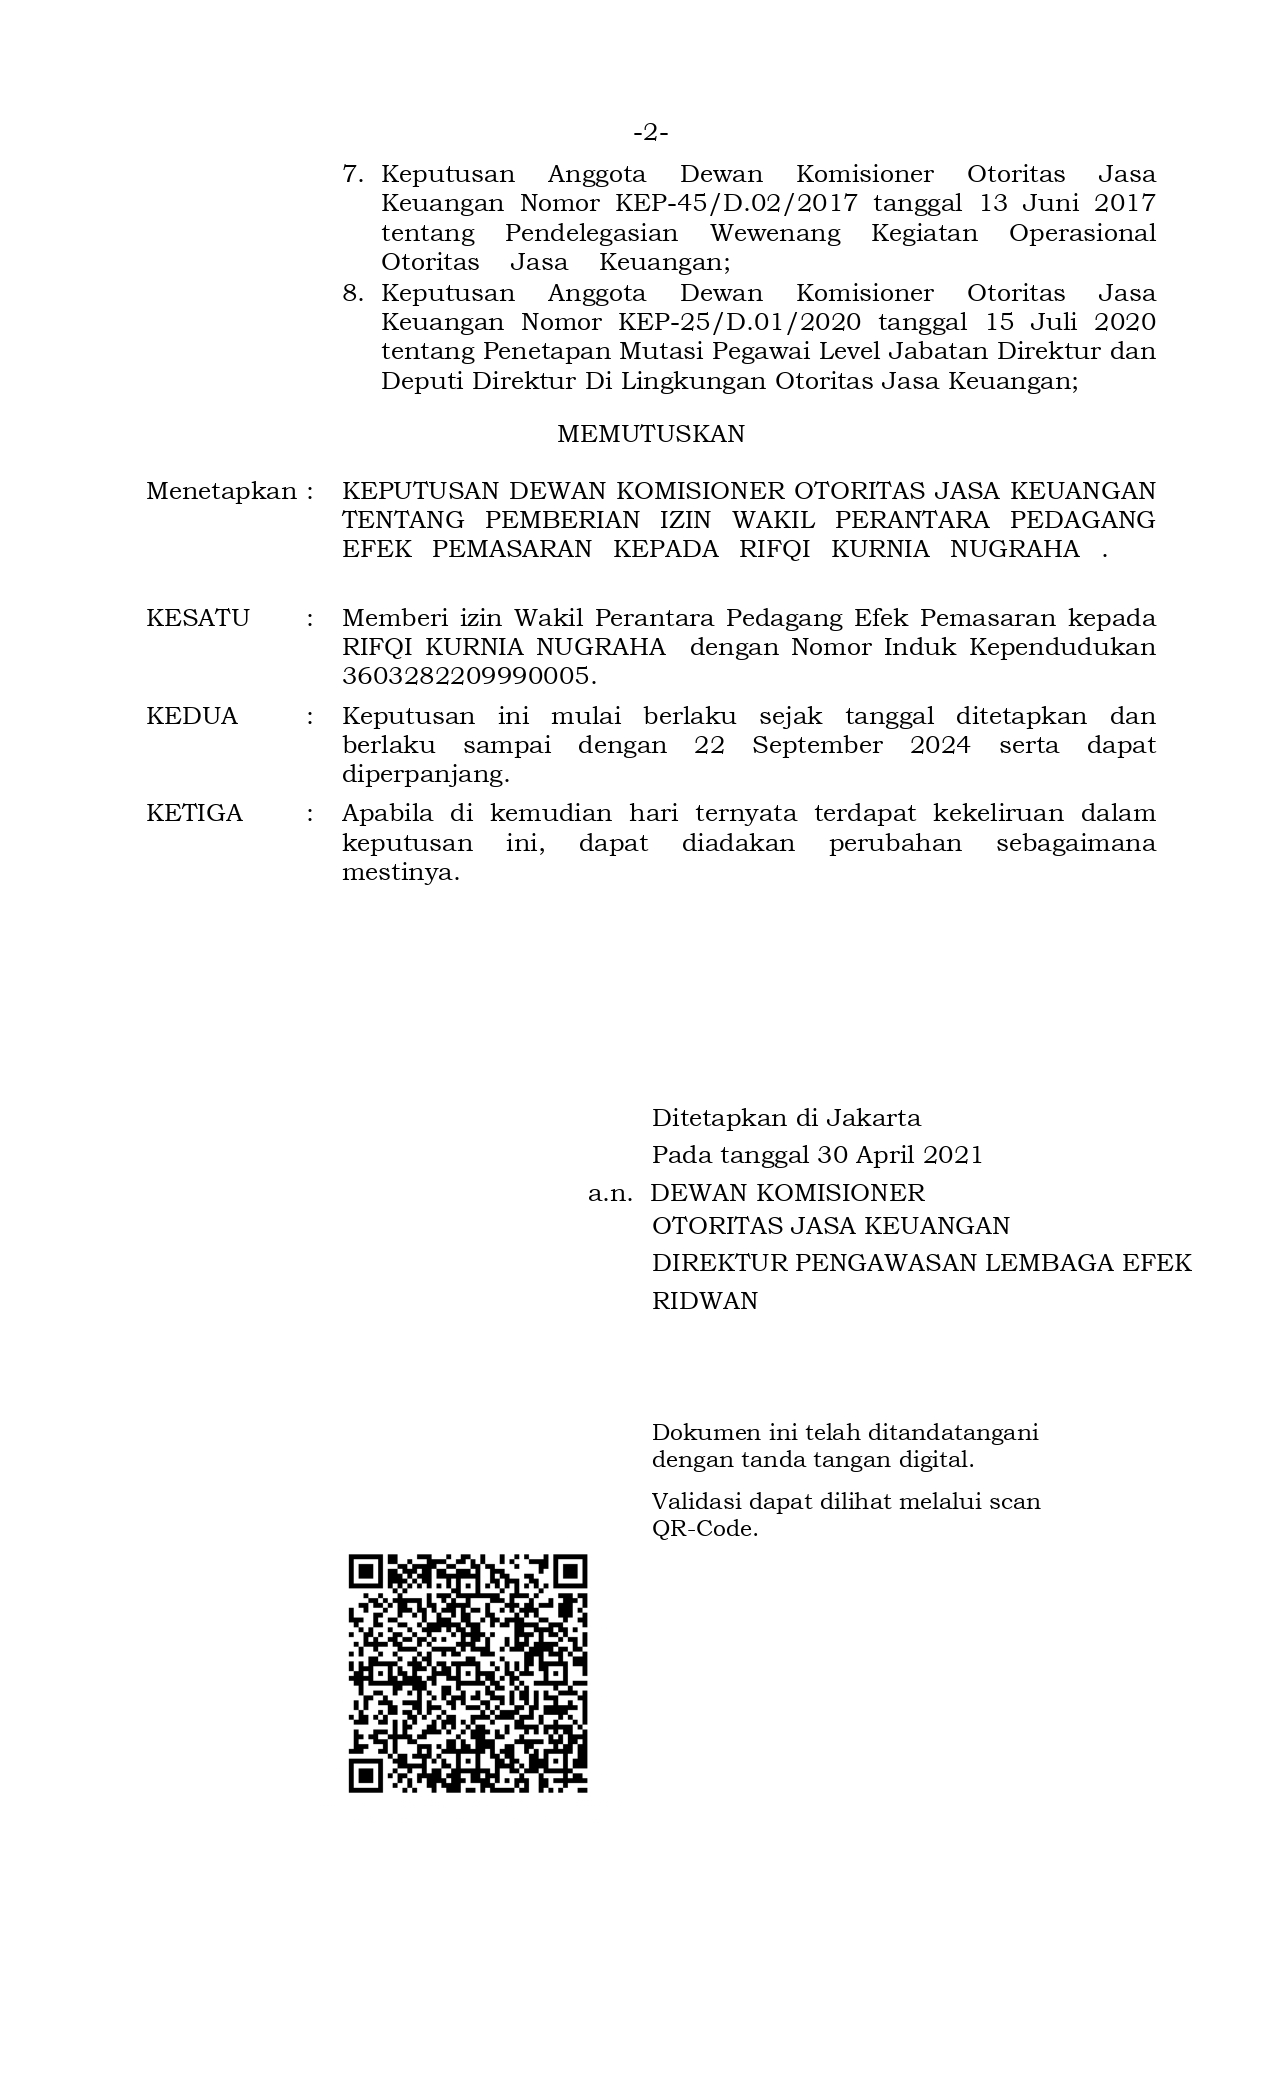 -2-
7. Keputusan Anggota Dewan Komisioner Otoritas Jasa
Keuangan Nomor KEP-45/D.02/2017 tanggal 13 Juni 2017
tentang Pendelegasian Wewenang Kegiatan Operasional
Otoritas Jasa Keuangan;
8. Keputusan Anggota Dewan Komisioner Otoritas Jasa
Keuangan Nomor KEP-25/D.01/2020 tanggal 15 Juli 2020
tentang Penetapan Mutasi Pegawai Level Jabatan Direktur dan
Deputi Direktur Di Lingkungan Otoritas Jasa Keuangan;
MEMUTUSKAN
Menetapkan : KEPUTUSAN DEWAN KOMISIONER OTORITAS JASA KEUANGAN
TENTANG PEMBERIAN IZIN WAKIL PERANTARA PEDAGANG
EFEK PEMASARAN KEPADA RIFQI KURNIA NUGRAHA .
KESATU : Memberi izin Wakil Perantara Pedagang Efek Pemasaran kepada
RIFQI KURNIA NUGRAHA dengan Nomor Induk Kependudukan
3603282209990005.
KEDUA : Keputusan ini mulai berlaku sejak tanggal ditetapkan dan
berlaku sampai dengan 22 September 2024 serta dapat
diperpanjang.
KETIGA : Apabila di kemudian hari ternyata terdapat kekeliruan dalam
keputusan ini, dapat diadakan perubahan sebagaimana
mestinya.
Ditetapkan di Jakarta
Pada tanggal 30 April 2021
a.n. DEWAN KOMISIONER
OTORITAS JASA KEUANGAN
DIREKTUR PENGAWASAN LEMBAGA EFEK
RIDWAN
Dokumen ini telah ditandatangani
dengan tanda tangan digital.
Validasi dapat dilihat melalui scan
QR-Code.